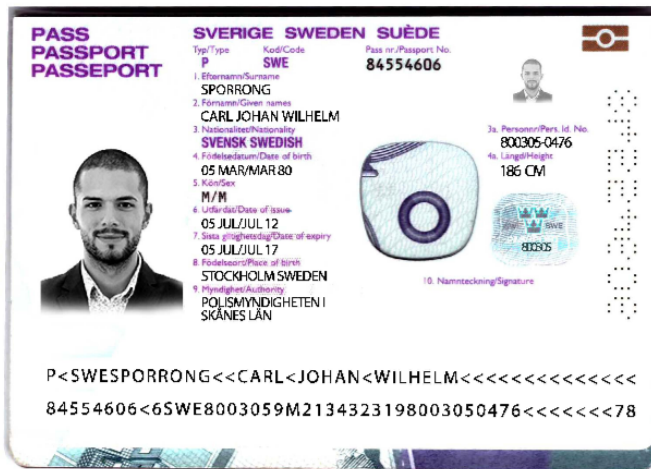 PASS
PASSPORT
PASSEPORT
SVERIGE SWEDEN SUÈDE
Typ/Type Kod/Code Pass nr./Passport No.
P SWE 84554606
1. Efternamn/Surname
SPORRONG
2. Förnamn/Given names
CARL JOHAN WILHELM
3. Nationalitet/Nationality
SVENSK SWEDISH
4. Födelsedatum/Date of birth
05 MAR/MAR 80
5. Kön/Sex
M/M
6. Utfärdat/Date of issue
05 JUL/JUL 12
7. Sista giltighetsdag/Date of expiry
05 JUL/JUL 17
8. Födelseort/Place of birth
STOCKHOLM SWEDEN
9. Myndighet/Authority
POLISMYNDIGHETEN I
SKÅNES LÄN
3a. Personnr/Pers. Id. No.
800305-0476
4a. Längd/Height
186 CM
SWE SWE
800305
10. Namnteckning/Signature
P<SWESPORRONG<<CARL<JOHAN<WILHELM<<<<<<<<<<<<<<
84554606<6SWE8003059M2134323198003050476<<<<<<<78